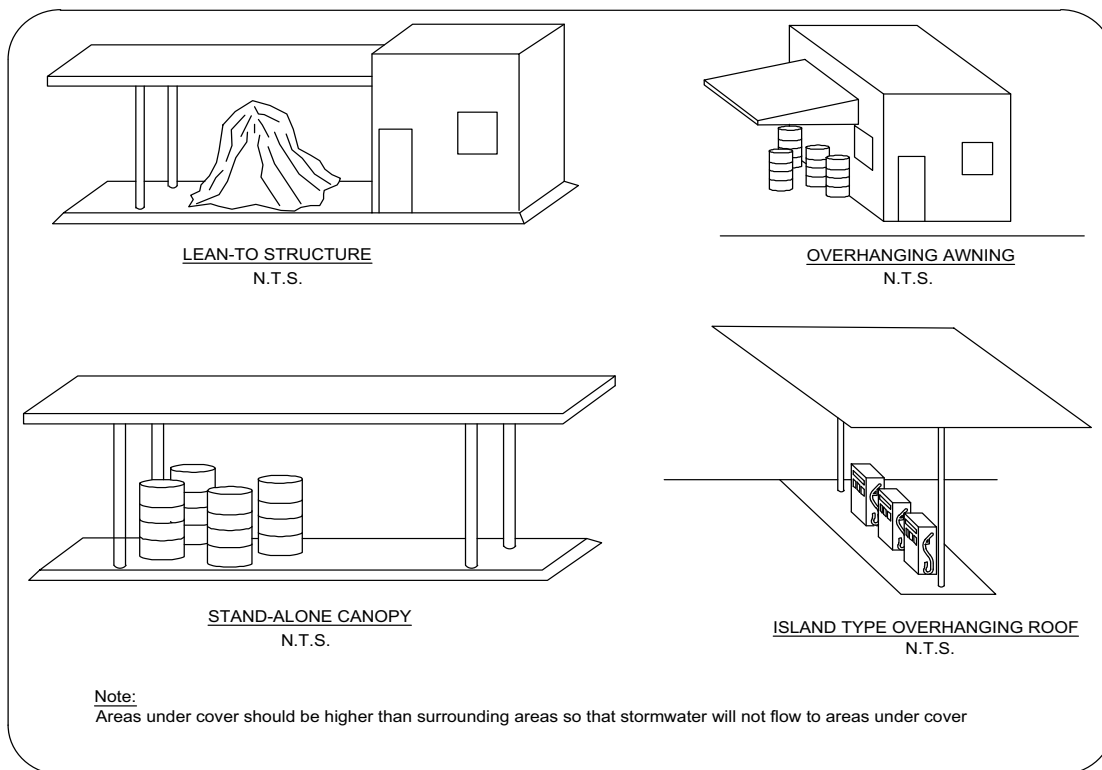 LEAN-TO STRUCTURE
N.T.S.
OVERHANGING AWNING
N.T.S.
STAND-ALONE CANOPY
N.T.S.
ISLAND TYPE OVERHANGING ROOF
N.T.S.
Note:
Areas under cover should be higher than surrounding areas so that stormwater will not flow to areas under cover